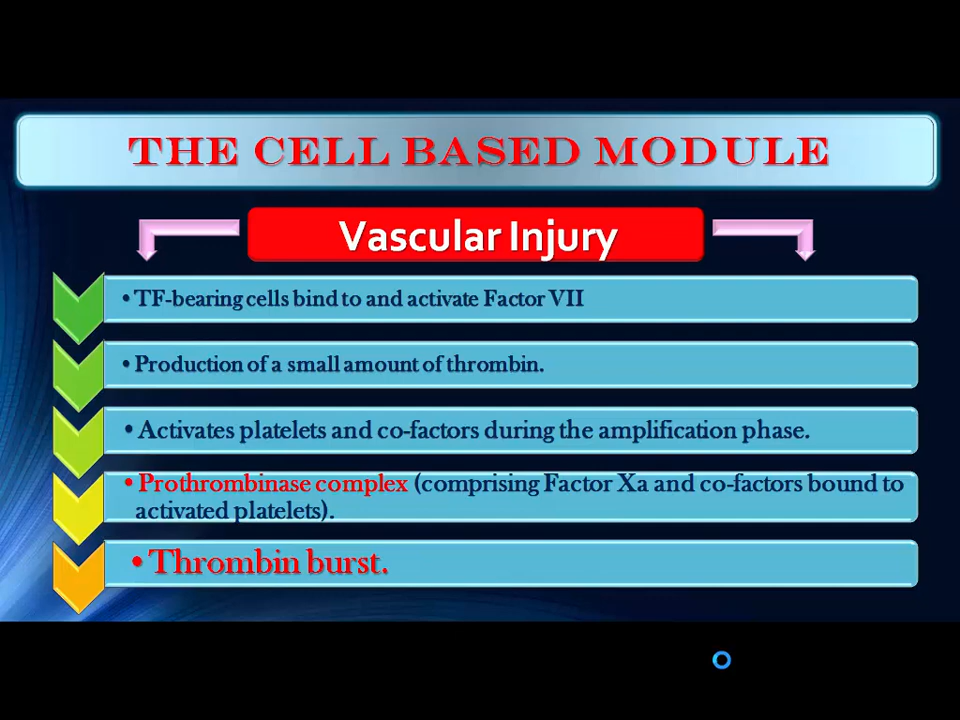 THE CELL BASED MODULE
Vascular Injury
• TF-bearing cells bind to and activate Factor VII
• Production of a small amount of thrombin.
• Activates platelets and co-factors during the amplification phase.
• Prothrombinase complex (comprising Factor Xa and co-factors bound to
activated platelets).
• Thrombin burst.